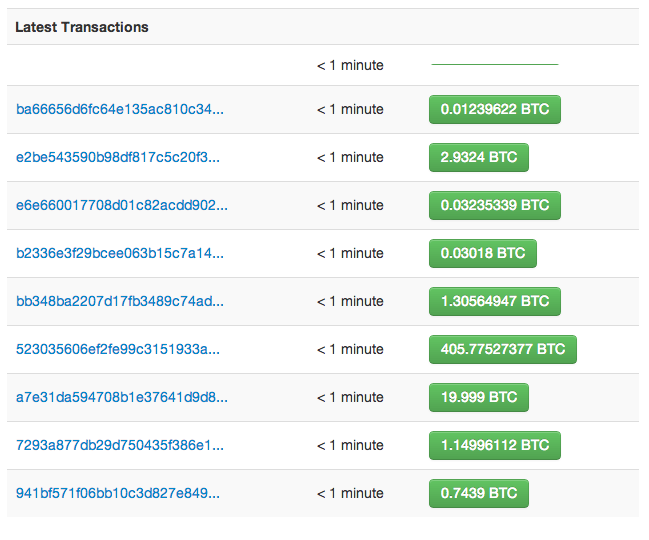 Latest Transactions
< 1 minute
ba66656d6fc64e135ac810c34... < 1 minute 0.01239622 BTC
e2be543590b98df817c5c20f3... < 1 minute 2.9324 BTC
e6e660017708d01c82acdd902... < 1 minute 0.03235339 BTC
b2336e3f29bcee063b15c7a14... < 1 minute 0.03018 BTC
bb348ba2207d17fb3489c74ad... < 1 minute 1.30564947 BTC
523035606ef2fe99c3151933a... < 1 minute 405.77527377 BTC
a7e31da594708b1e37641d9d8... < 1 minute 19.999 BTC
7293a877db29d750435f386e1... < 1 minute 1.14996112 BTC
941bf571f06bb10c3d827e849... < 1 minute 0.7439 BTC